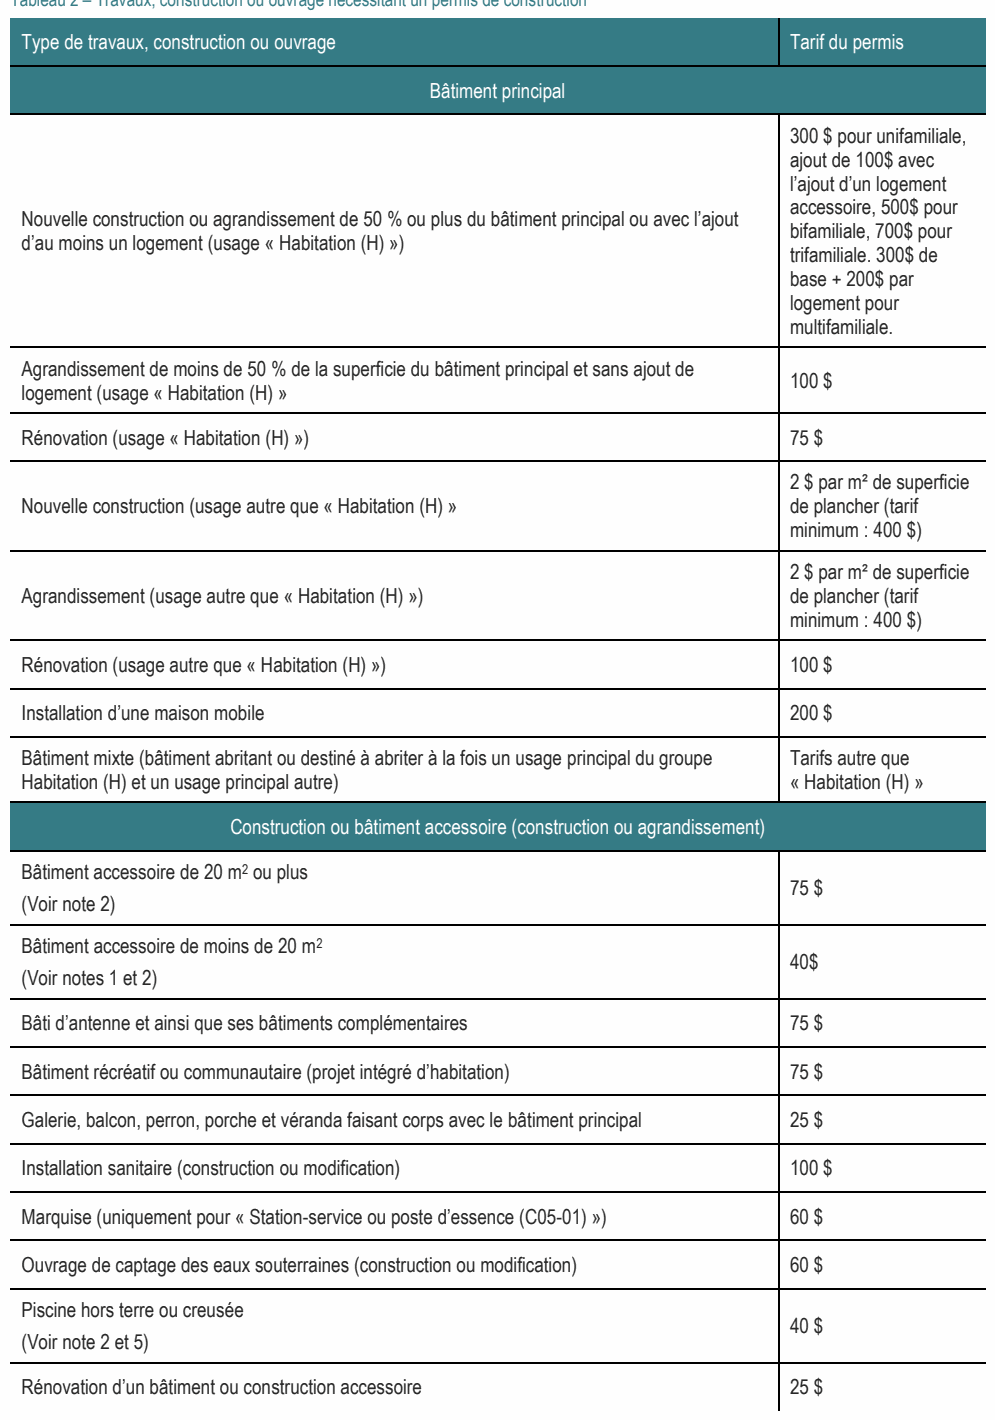 Tableau 2 – Travaux, construction ou ouvrage nécessitant un permis de construction
Type de travaux, construction ou ouvrage
Tarif du permis
Bâtiment principal
Nouvelle construction ou agrandissement de 50 % ou plus du bâtiment principal ou avec l’ajout
d’au moins un logement (usage « Habitation (H) »)
300 $ pour unifamiliale,
ajout de 100$ avec
l’ajout d’un logement
accessoire, 500$ pour
bifamiliale, 700$ pour
trifamiliale. 300$ de
base + 200$ par
logement pour
multifamiliale.
Agrandissement de moins de 50 % de la superficie du bâtiment principal et sans ajout de
logement (usage « Habitation (H) »
100 $
Rénovation (usage « Habitation (H) »)
75 $
Nouvelle construction (usage autre que « Habitation (H) »
2 $ par m² de superficie
de plancher (tarif
minimum : 400 $)
Agrandissement (usage autre que « Habitation (H) »)
2 $ par m² de superficie
de plancher (tarif
minimum : 400 $)
Rénovation (usage autre que « Habitation (H) »)
100 $
Installation d’une maison mobile
200 $
Bâtiment mixte (bâtiment abritant ou destiné à abriter à la fois un usage principal du groupe
Habitation (H) et un usage principal autre)
Tarifs autre que
« Habitation (H) »
Construction ou bâtiment accessoire (construction ou agrandissement)
Bâtiment accessoire de 20 m² ou plus
(Voir note 2)
75 $
Bâtiment accessoire de moins de 20 m²
(Voir notes 1 et 2)
40$
Bâti d’antenne et ainsi que ses bâtiments complémentaires
75 $
Bâtiment récréatif ou communautaire (projet intégré d’habitation)
75 $
Galerie, balcon, perron, porche et véranda faisant corps avec le bâtiment principal
25 $
Installation sanitaire (construction ou modification)
100 $
Marquise (uniquement pour « Station-service ou poste d’essence (C05-01) »)
60 $
Ouvrage de captage des eaux souterraines (construction ou modification)
60 $
Piscine hors terre ou creusée
(Voir note 2 et 5)
40 $
Rénovation d’un bâtiment ou construction accessoire
25 $